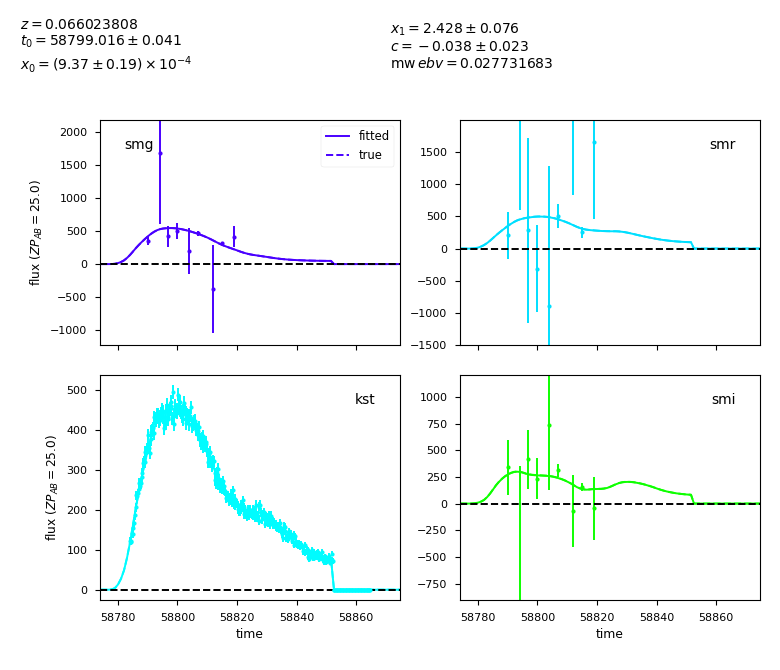 z = 0.066023808
t₀ = 58799.016 ± 0.041
x₀ = (9.37 ± 0.19) × 10⁻⁴
x₁ = 2.428 ± 0.076
c = −0.038 ± 0.023
mw ebv = 0.027731683
smg
fitted
true
2000
1500
1000
500
0
−500
−1000
flux (ZP_AB = 25.0)
smr
1500
1000
500
0
−500
−1000
−1500
kst
500
400
300
200
100
0
flux (ZP_AB = 25.0)
58780 58800 58820 58840 58860
time
smi
1000
750
500
250
0
−250
−500
−750
58780 58800 58820 58840 58860
time